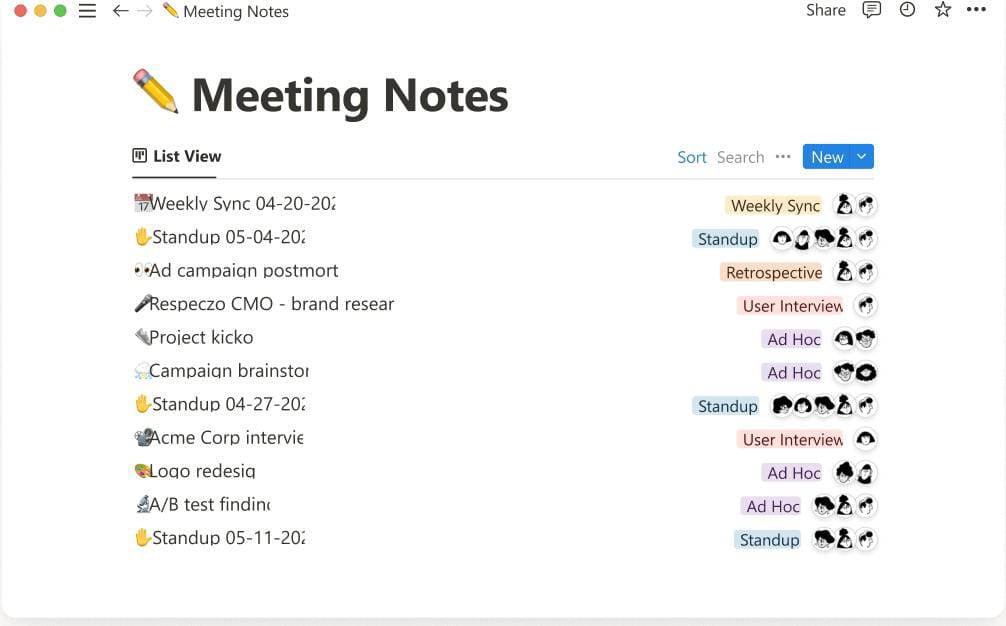 Meeting Notes
Share
Meeting Notes
List View
Sort Search
New
Weekly Sync 04-20-202
Weekly Sync
Standup 05-04-202
Standup
Ad campaign postmort
Retrospective
Respeczo CMO - brand resear
User Interview
Project kicko
Ad Hoc
Campaign brainstor
Ad Hoc
Standup 04-27-202
Standup
Acme Corp intervie
User Interview
Logo redesig
Ad Hoc
A/B test finding
Ad Hoc
Standup 05-11-202
Standup